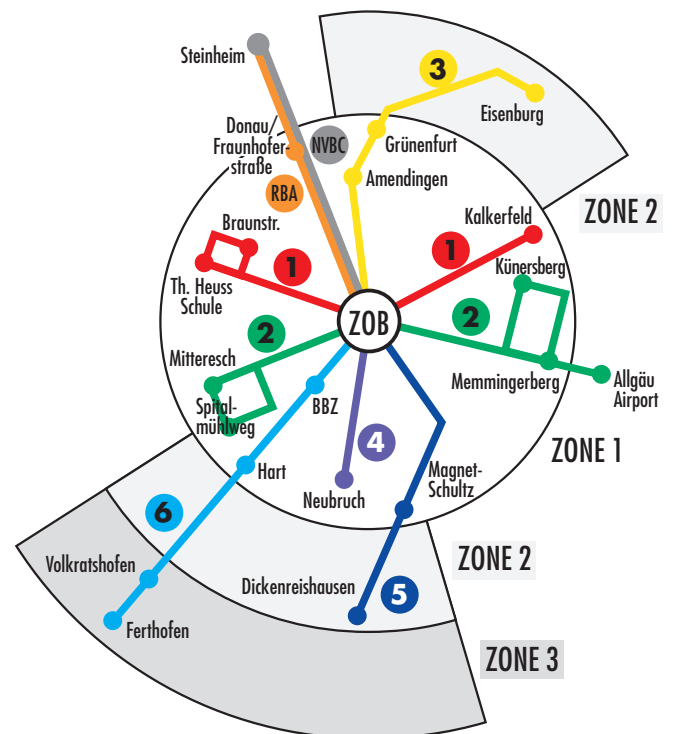 Steinheim
3
Eisenburg
Donau/
Fraunhofer-
straße
NVBC
Grünenfurt
Amendingen
RBA
ZONE 2
Braunstr.
Kalkerfeld
1
1
Künersberg
Th. Heuss
Schule
ZOB
2
2
Mitteresch
Memmingerberg
Allgäu
Airport
Spital-
mühlweg
BBZ
4
ZONE 1
Hart
Magnet-
Schultz
Neubruch
6
Volkratshofen
ZONE 2
Dickenreishausen
5
Ferthofen
ZONE 3